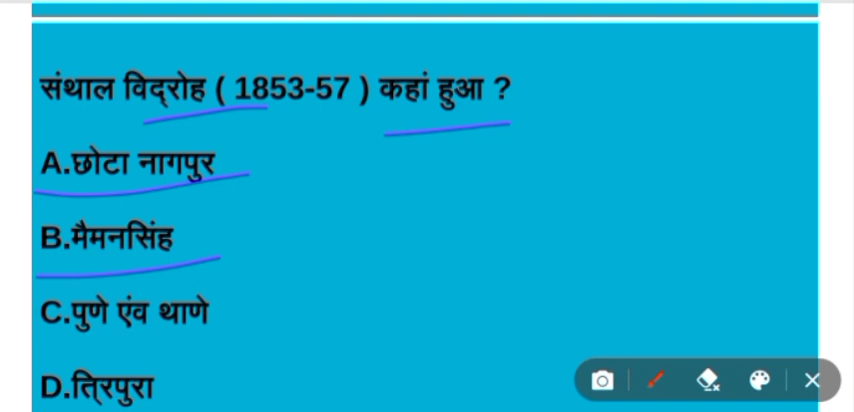 संथाल विद्रोह ( 1853-57 ) कहां हुआ ?
A.छोटा नागपुर
B.मैमनसिंह
C.पुणे एंव थाणे
D.त्रिपुरा